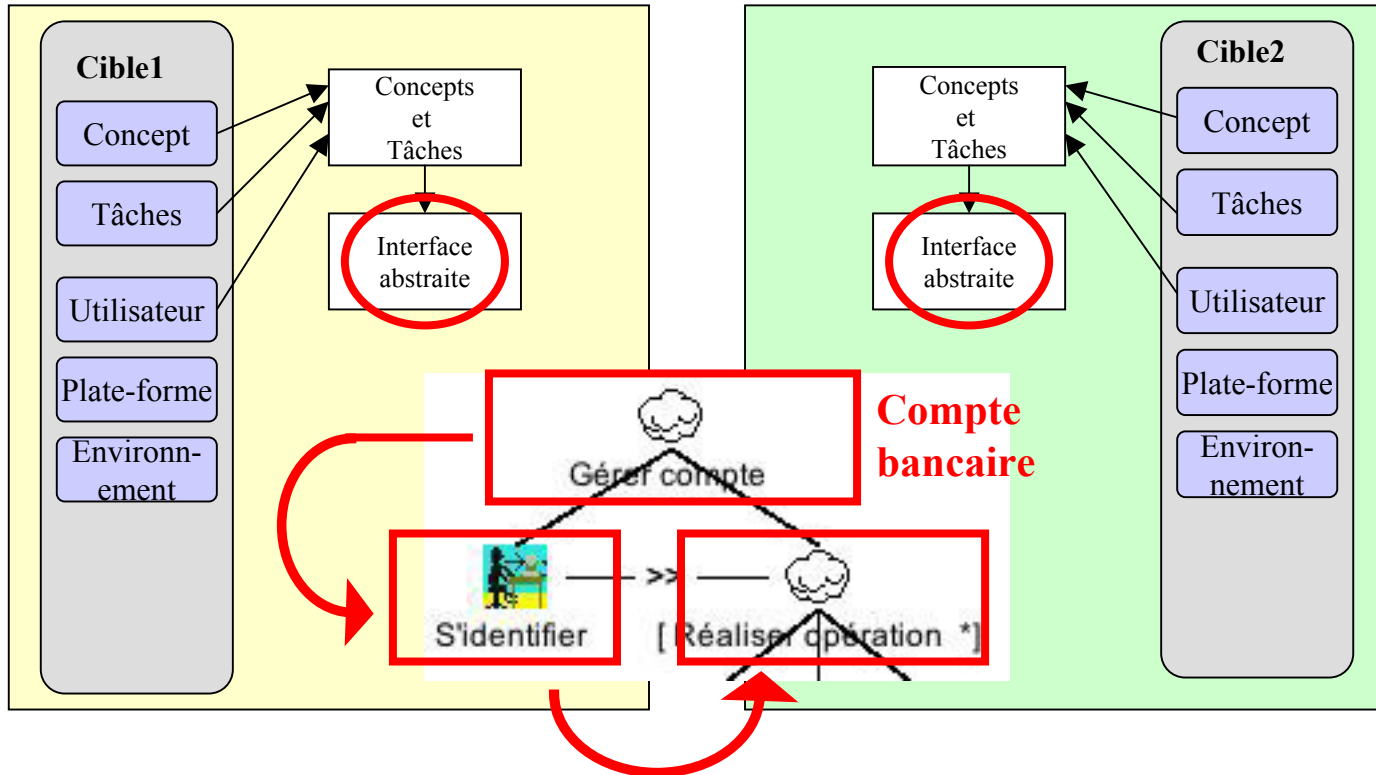 Cible1
Concept
Tâches
Utilisateur
Plate-forme
Environn-
ement
Concepts
et
Tâches
Interface
abstraite
Concepts
et
Tâches
Interface
abstraite
Cible2
Concept
Tâches
Utilisateur
Plate-forme
Environ-
nement
Compte
bancaire
Gérer compte
>>
S'identifier
[ Réaliser opération *]